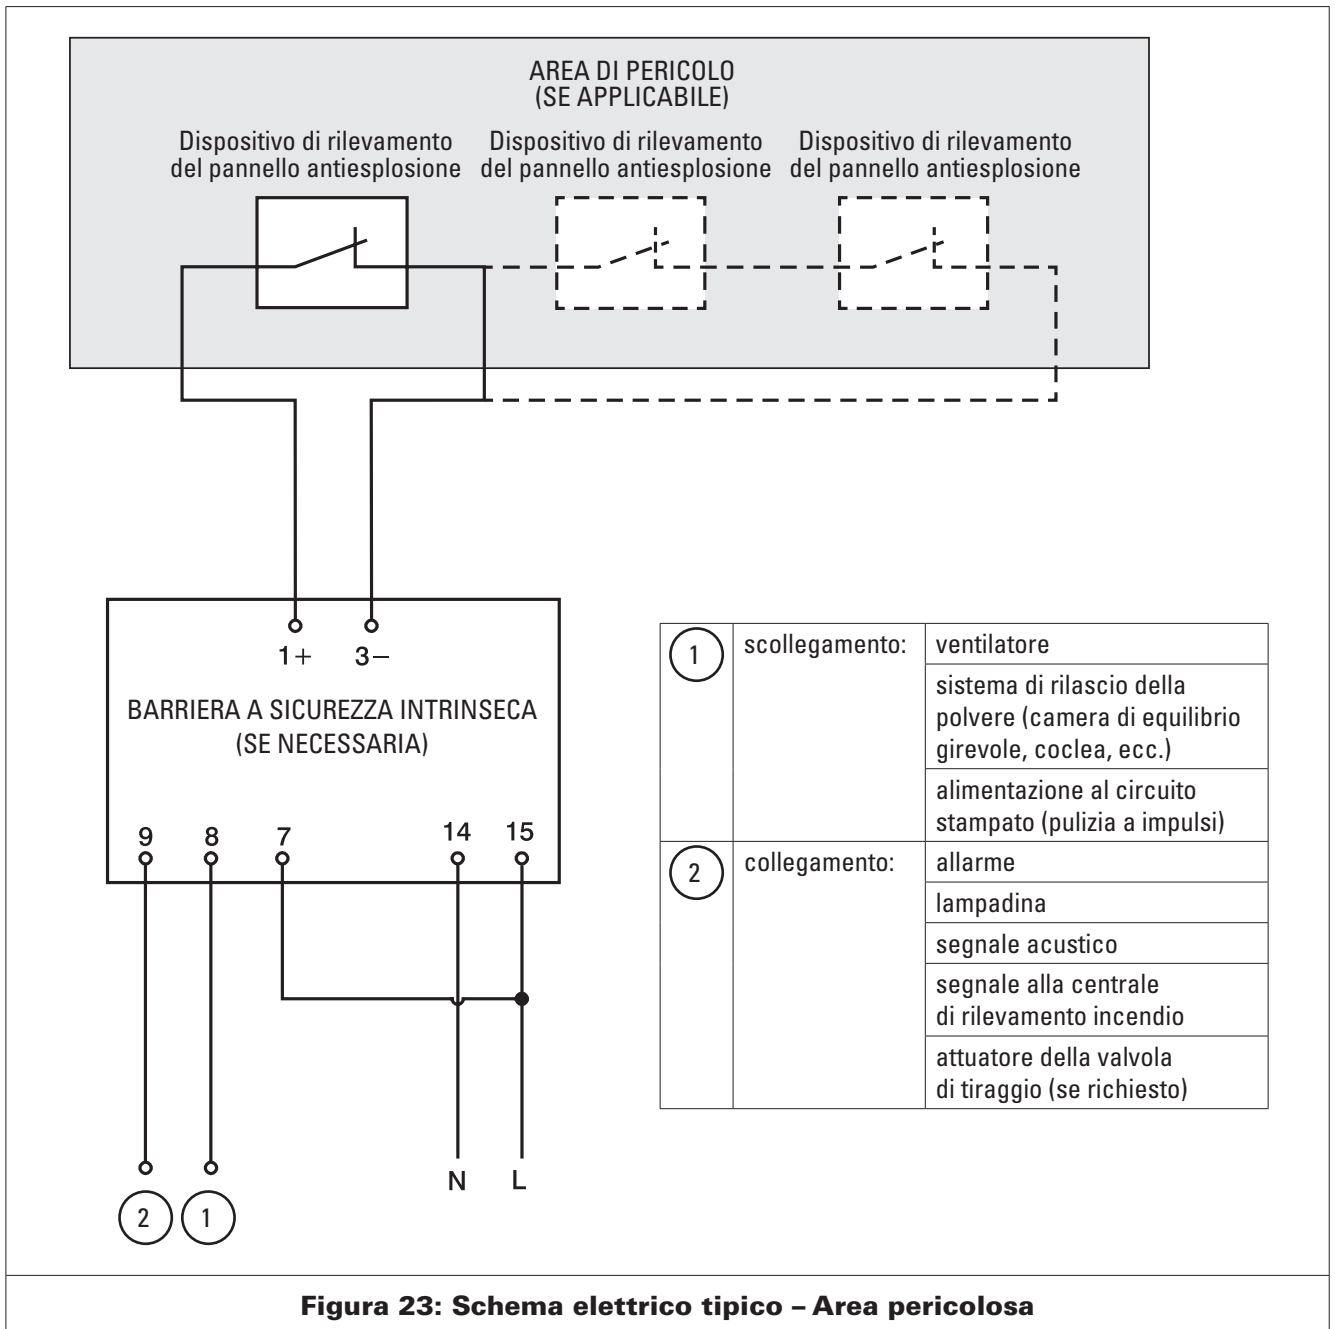 AREA DI PERICOLO
(SE APPLICABILE)
Dispositivo di rilevamento
del pannello antiesplosione
Dispositivo di rilevamento
del pannello antiesplosione
Dispositivo di rilevamento
del pannello antiesplosione
1+ 3−
BARRIERA A SICUREZZA INTRINSECA
(SE NECESSARIA)
9 8 7 14 15
N L
2 1
1 scollegamento: ventilatore
sistema di rilascio della
polvere (camera di equilibrio
girevole, coclea, ecc.)
alimentazione al circuito
stampato (pulizia a impulsi)
2 collegamento: allarme
lampadina
segnale acustico
segnale alla centrale
di rilevamento incendio
attuatore della valvola
di tiraggio (se richiesto)
Figura 23: Schema elettrico tipico – Area pericolosa